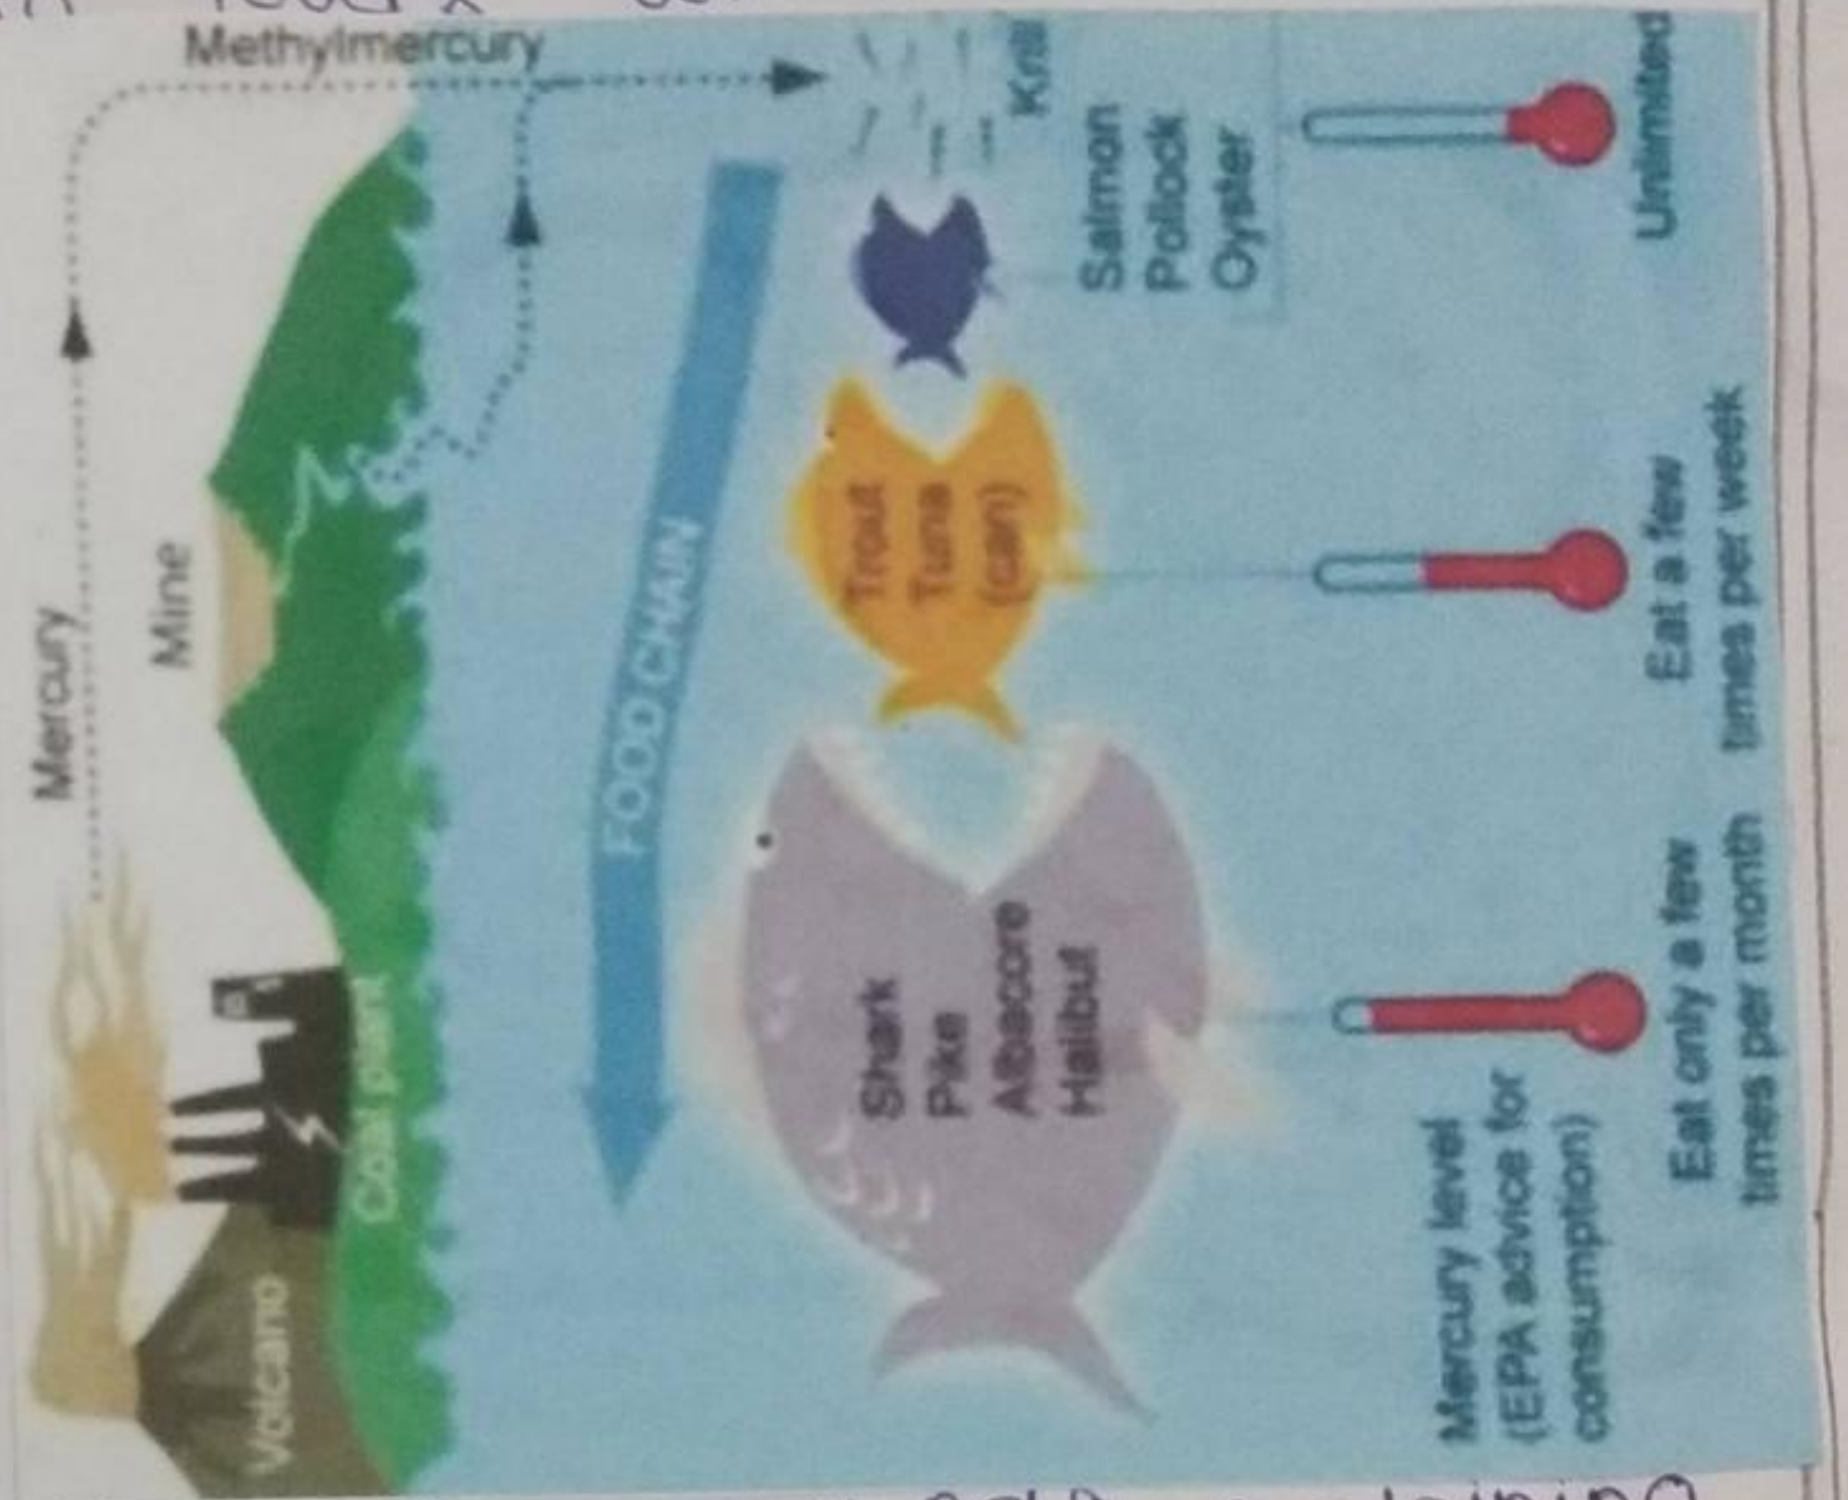 Mercury
Methylmercury
Mine
Volcano
Coal plant
FOOD CHAIN
Krill
Salmon
Pollock
Oyster
Trout
Tuna
(can)
Shark
Pike
Albacore
Halibut
Mercury level
(EPA advice for
consumption)
Eat only a few
times per month
Eat a few
times per week
Unlimited